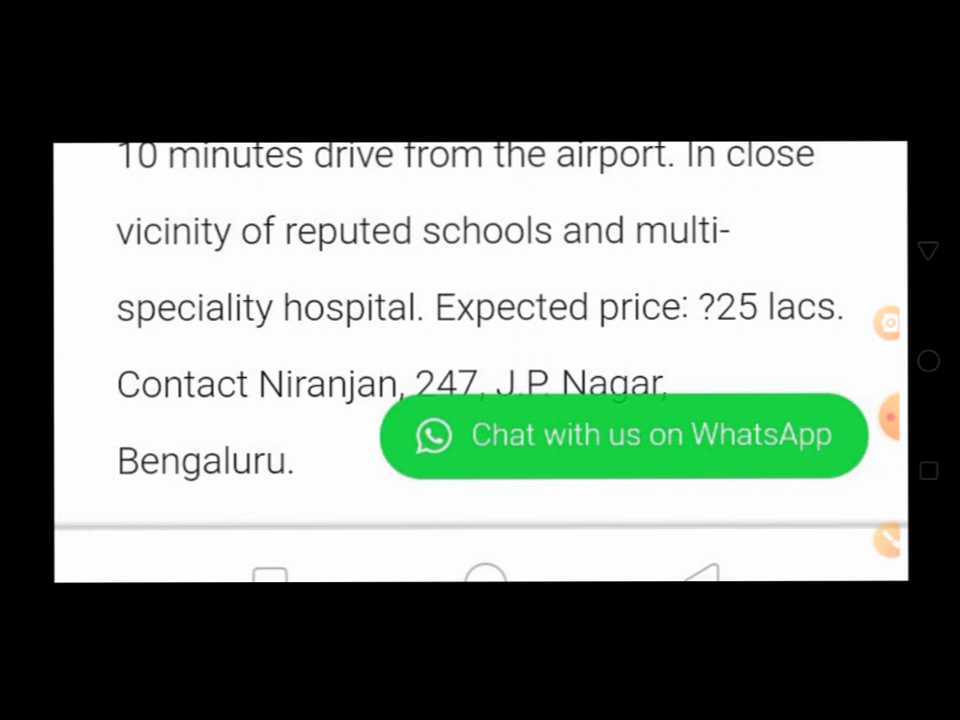 10 minutes drive from the airport. In close
vicinity of reputed schools and multi-
speciality hospital. Expected price: ?25 lacs.
Contact Niranjan, 247, J.P. Nagar,
Bengaluru.
Chat with us on WhatsApp